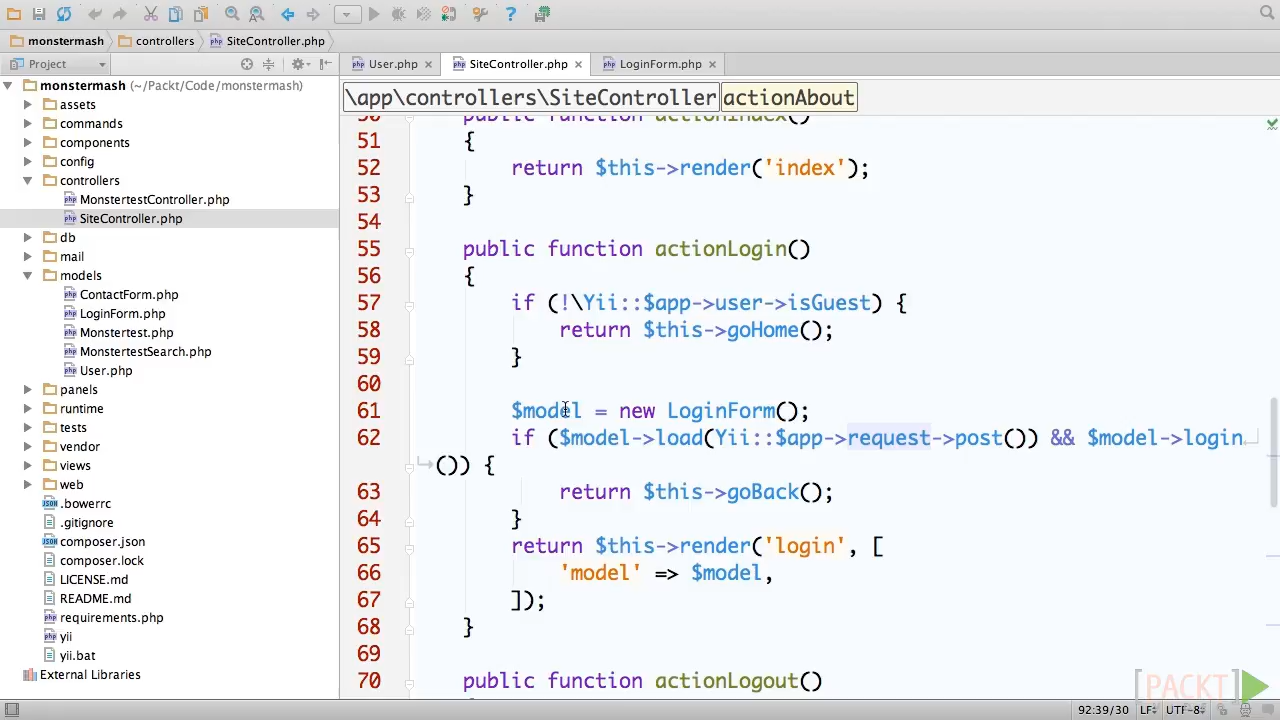 monstermash controllers SiteController.php
Project User.php SiteController.php LoginForm.php
monstermash (~/Packt/Code/monstermash)
assets
commands
components
config
controllers
MonstertestController.php
SiteController.php
db
mail
models
ContactForm.php
LoginForm.php
Monstertest.php
MonstertestSearch.php
User.php
panels
runtime
tests
vendor
views
web
.bowerrc
.gitignore
composer.json
composer.lock
LICENSE.md
README.md
requirements.php
yii
yii.bat
External Libraries
\app\controllers\SiteController actionAbout
50 public function actionIndex()
51 {
52 return $this->render('index');
53 }
54
55 public function actionLogin()
56 {
57 if (!\Yii::$app->user->isGuest) {
58 return $this->goHome();
59 }
60
61 $model = new LoginForm();
62 if ($model->load(Yii::$app->request->post()) && $model->login
()) {
63 return $this->goBack();
64 }
65 return $this->render('login', [
66 'model' => $model,
67 ]);
68 }
69
70 public function actionLogout()
[PACKT]
92:39/30 LF UTF-8